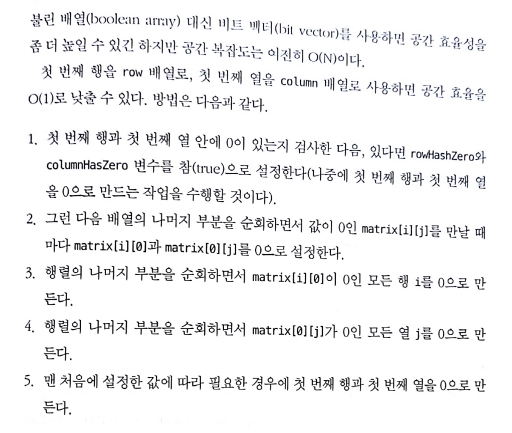 불린 배열(boolean array) 대신 비트 벡터(bit vector)를 사용하면 공간 효율성을
좀 더 높일 수 있긴 하지만 공간 복잡도는 이전히 O(N)이다.
첫 번째 행을 row 배열로, 첫 번째 열을 column 배열로 사용하면 공간 효율을
O(1)로 낮출 수 있다. 방법은 다음과 같다.
1. 첫 번째 행과 첫 번째 열 안에 0이 있는지 검사한 다음, 있다면 rowHashZero와
columnHasZero 변수를 참(true)으로 설정한다(나중에 첫 번째 행과 첫 번째 열
을 0으로 만드는 작업을 수행할 것이다).
2. 그런 다음 배열의 나머지 부분을 순회하면서 값이 0인 matrix[i][j]를 만날 때
마다 matrix[i][0]과 matrix[0][j]를 0으로 설정한다.
3. 행렬의 나머지 부분을 순회하면서 matrix[i][0]이 0인 모든 행 i를 0으로 만
든다.
4. 행렬의 나머지 부분을 순회하면서 matrix[0][j]가 0인 모든 열 j를 0으로 만
든다.
5. 맨 처음에 설정한 값에 따라 필요한 경우에 첫 번째 행과 첫 번째 열을 0으로 만
든다.